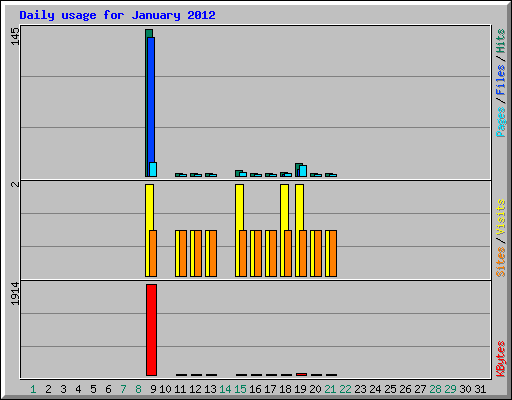 Daily usage for January 2012
145
2
1914
Pages / Files / Hits
Sites / Visits
KBytes
1 2 3 4 5 6 7 8 9 10 11 12 13 14 15 16 17 18 19 20 21 22 23 24 25 26 27 28 29 30 31